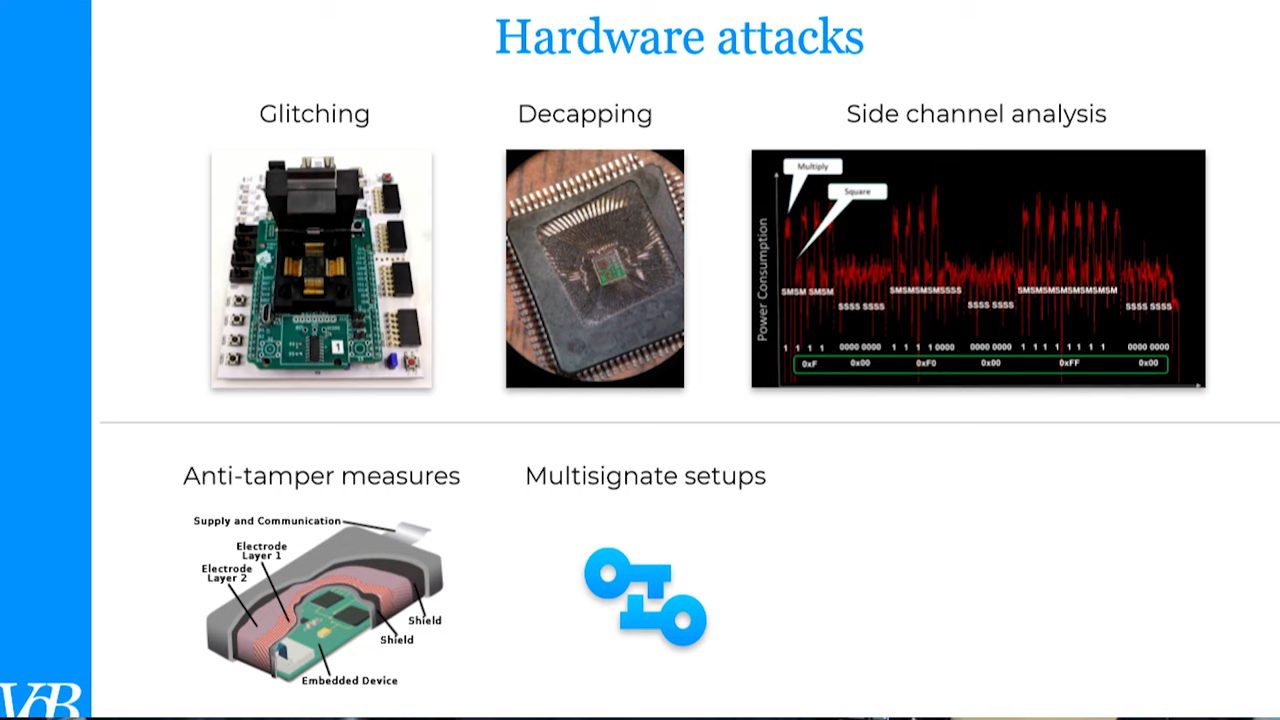 Hardware attacks
Glitching
Decapping
Side channel analysis
Multiply
Square
Power Consumption
SMSM SMSM
SSSS SSSS
SMSMSMSMSSSS
SSSS SSSS
SMSMSMSMSMSMSMSM
SSSS SSSS
1 1 1 1 0000 0000 1 1 1 1 0000 0000 0000 1 1 1 1 1 1 1 1 0000 0000
0xF 0x00 0xF0 0x00 0xFF 0x00
1
Anti-tamper measures
Multisignate setups
Supply and Communication
Electrode
Layer 1
Electrode
Layer 2
Shield
Shield
Embedded Device
VB